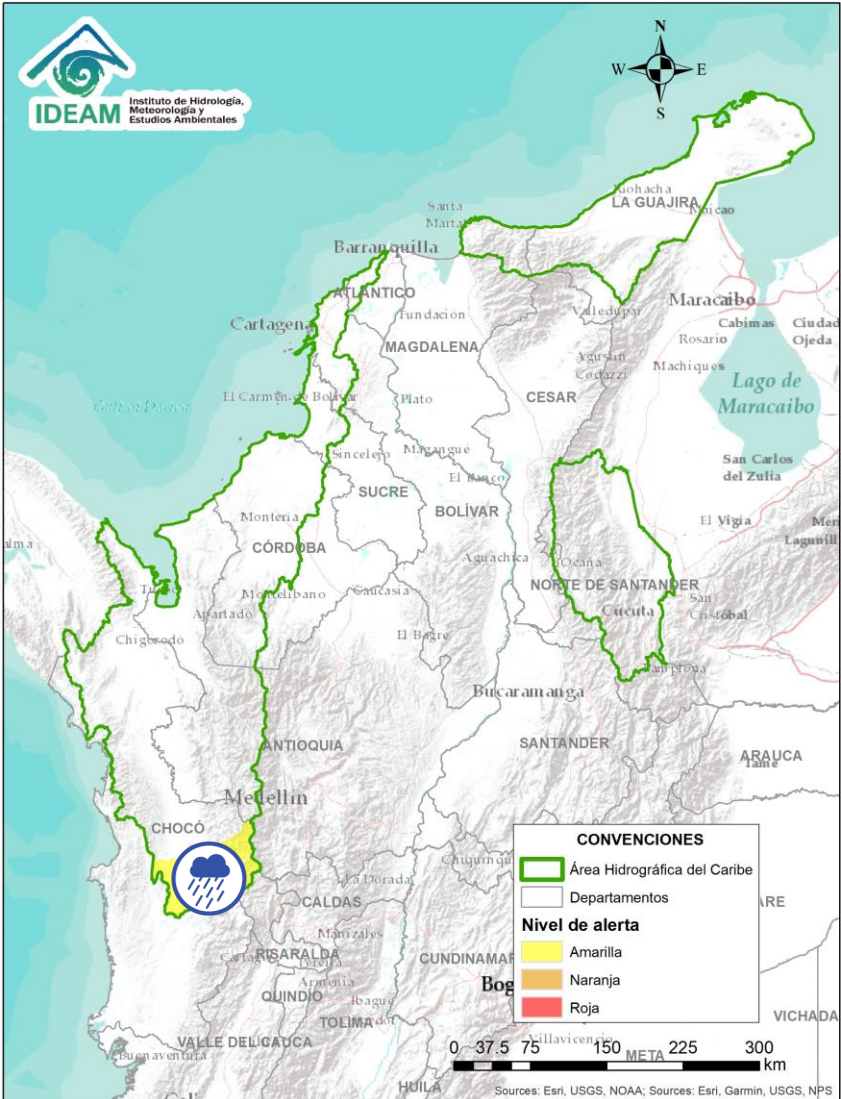 IDEAM
Instituto de Hidrología,
Meteorología y
Estudios Ambientales
N
W
E
S
Riohacha
LA GUAJIRA
Maicao
Santa
Marta
Barranquilla
ATLÁNTICO
Fundación
Cartagena
MAGDALENA
Valledupar
Maracaibo
Cabimas
Ciudad
Ojeda
Rosario
Machiques
Agustín
Codazzi
Lago de
Maracaibo
El Carmen de Bolívar
Plato
CESAR
Sincelejo
Magangué
San Carlos
del Zulia
El Banco
SUCRE
BOLÍVAR
Montería
CÓRDOBA
El Vigía
Aguachica
Ocaña
NORTE DE SANTANDER
Montelíbano
Caucasia
Cúcuta
San
Cristóbal
Apartado
Chigorodó
El Bagre
Pamplona
Bucaramanga
ANTIOQUIA
SANTANDER
ARAUCA
Tame
Medellín
CHOCÓ
Chiquinqu
La Dorada
CALDAS
Manizales
RISARALDA
Pereira
CUNDINAMAR
Armenia
QUINDÍO
Ibagué
Bog
TOLIMA
VALLE DEL CAUCA
Buenaventura
Villavicencio
META
VICHADA
HUILA
CONVENCIONES
Área Hidrográfica del Caribe
Departamentos
Nivel de alerta
Amarilla
Naranja
Roja
0 37.5 75 150 225 300
km
Sources: Esri, USGS, NOAA; Sources: Esri, Garmin, USGS, NPS